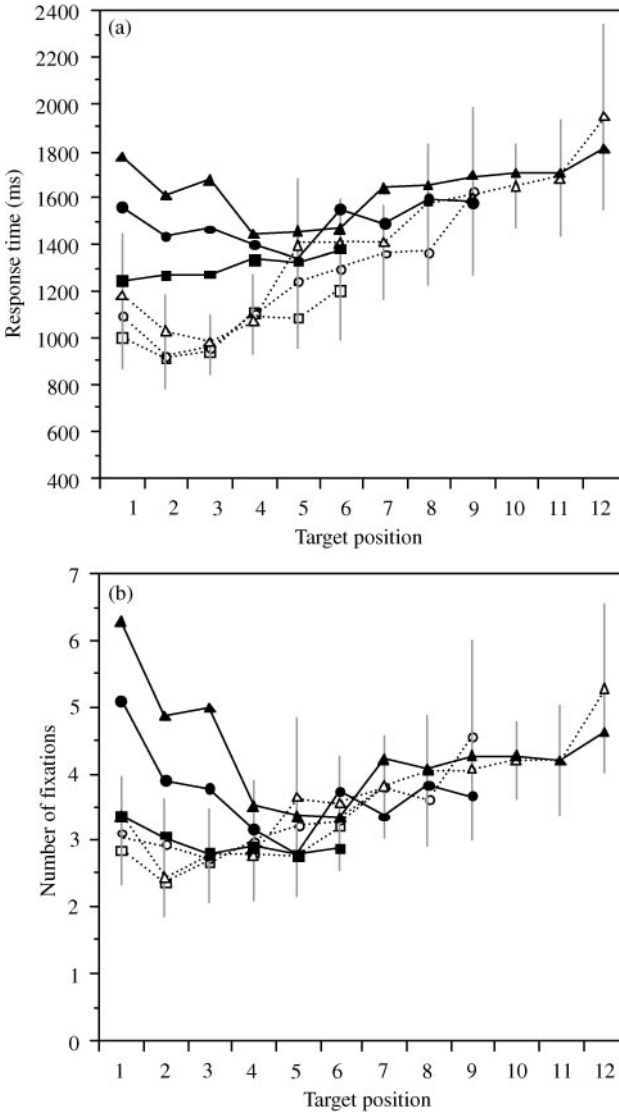 (a)
2400
2200
2000
1800
1600
1400
1200
1000
800
600
400
Response time (ms)
1 2 3 4 5 6 7 8 9 10 11 12
Target position
(b)
7
6
5
4
3
2
1
0
Number of fixations
1 2 3 4 5 6 7 8 9 10 11 12
Target position